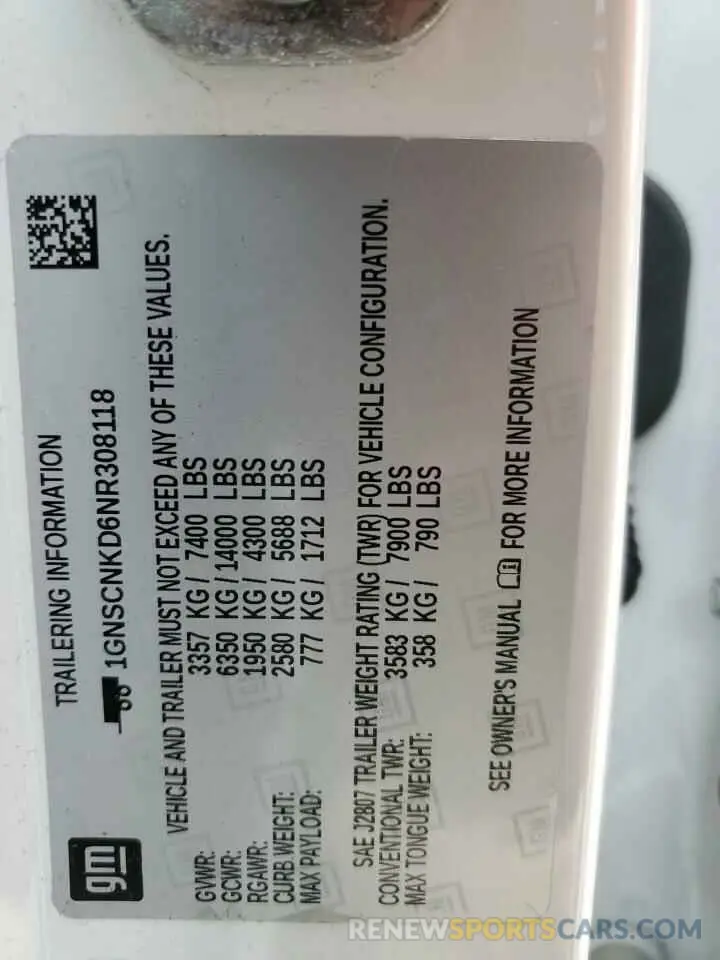 gm
TRAILERING INFORMATION
1GNSCNKD6NR308118
VEHICLE AND TRAILER MUST NOT EXCEED ANY OF THESE VALUES.
GVWR: 3357 KG / 7400 LBS
GCWR: 6350 KG / 14000 LBS
RGAWR: 1950 KG / 4300 LBS
CURB WEIGHT: 2580 KG / 5688 LBS
MAX PAYLOAD: 777 KG / 1712 LBS
SAE J2807 TRAILER WEIGHT RATING (TWR) FOR VEHICLE CONFIGURATION.
CONVENTIONAL TWR: 3583 KG / 7900 LBS
MAX TONGUE WEIGHT: 358 KG / 790 LBS
SEE OWNER'S MANUAL FOR MORE INFORMATION
RENEWSPORTSCARS.COM